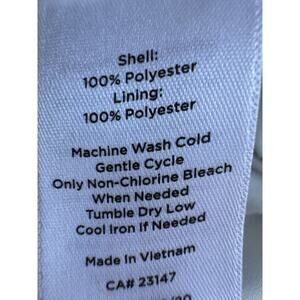 Shell:
100% Polyester
Lining:
100% Polyester
Machine Wash Cold
Gentle Cycle
Only Non-Chlorine Bleach
When Needed
Tumble Dry Low
Cool Iron if Needed
Made in Vietnam
CA# 23147